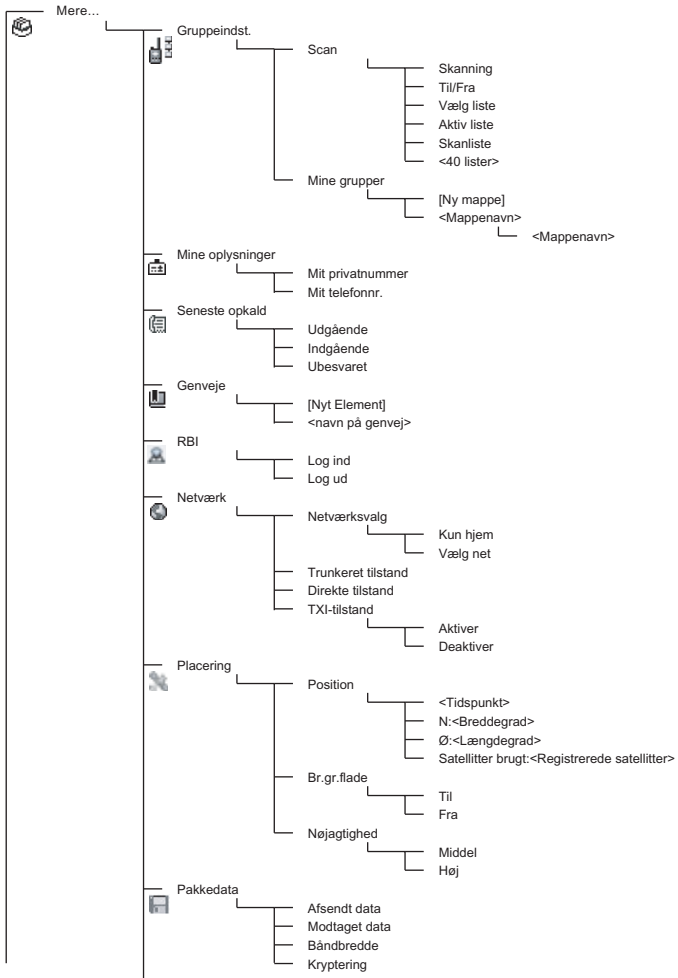 Mere...
Gruppeindst.
Scan
Skanning
Til/Fra
Vælg liste
Aktiv liste
Skanliste
<40 lister>
Mine grupper
[Ny mappe]
<Mappenavn>
<Mappenavn>
Mine oplysninger
Mit privatnummer
Mit telefonnr.
Seneste opkald
Udgående
Indgående
Ubesvaret
Genveje
[Nyt Element]
<navn på genvej>
RBI
Log ind
Log ud
Netværk
Netværksvalg
Kun hjem
Vælg net
Trunkeret tilstand
Direkte tilstand
TXI-tilstand
Aktiver
Deaktiver
Placering
Position
<Tidspunkt>
N:<Breddegrad>
Ø:<Længdegrad>
Satellitter brugt:<Registrerede satellitter>
Br.gr.flade
Til
Fra
Nøjagtighed
Middel
Høj
Pakkedata
Afsendt data
Modtaget data
Båndbredde
Kryptering